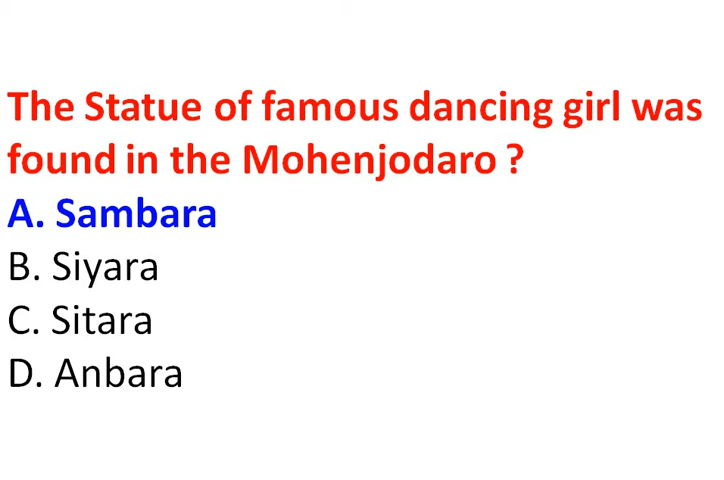 The Statue of famous dancing girl was
found in the Mohenjodaro ?
A. Sambara
B. Siyara
C. Sitara
D. Anbara